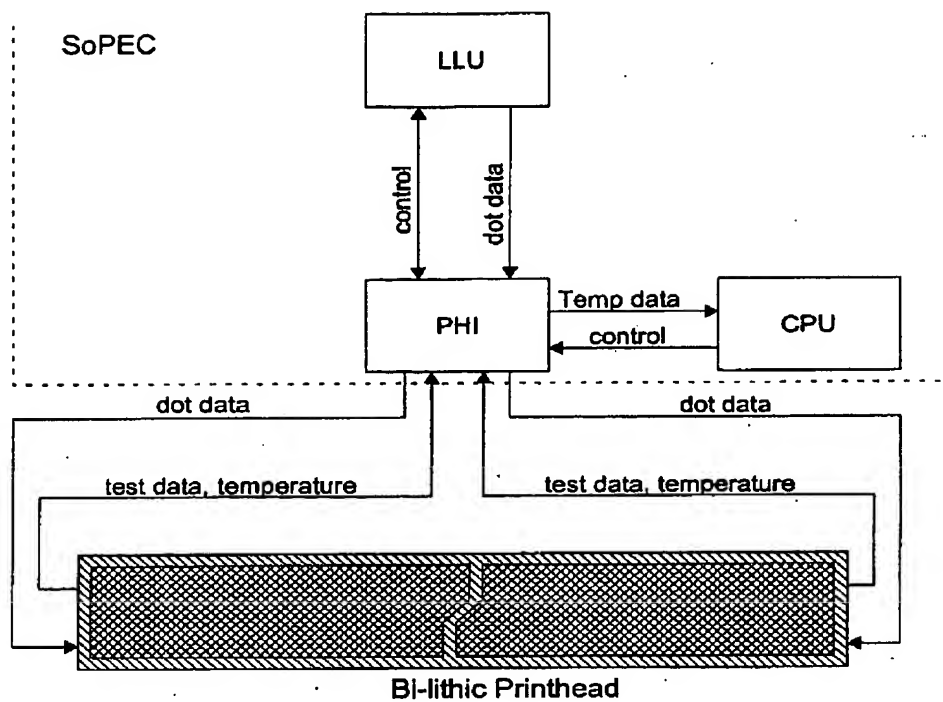 SoPEC
LLU
control
dot data
PHI
Temp data
control
CPU
dot data
dot data
test data, temperature
test data, temperature
Bi-lithic Printhead